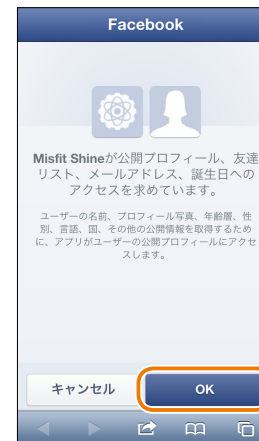 Facebook
Misfit Shineが公開プロフィール、友達
リスト、メールアドレス、誕生日への
アクセスを求めています。
ユーザーの名前、プロフィール写真、年齢層、性
別、言語、国、その他の公開情報を取得するため
に、アプリがユーザーの公開プロフィールにアクセ
スします。
キャンセル
OK